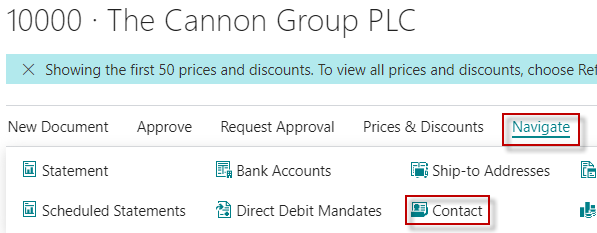 10000 · The Cannon Group PLC
Showing the first 50 prices and discounts. To view all prices and discounts, choose Ref
New Document Approve Request Approval Prices & Discounts Navigate
Statement Bank Accounts Ship-to Addresses
Scheduled Statements Direct Debit Mandates Contact